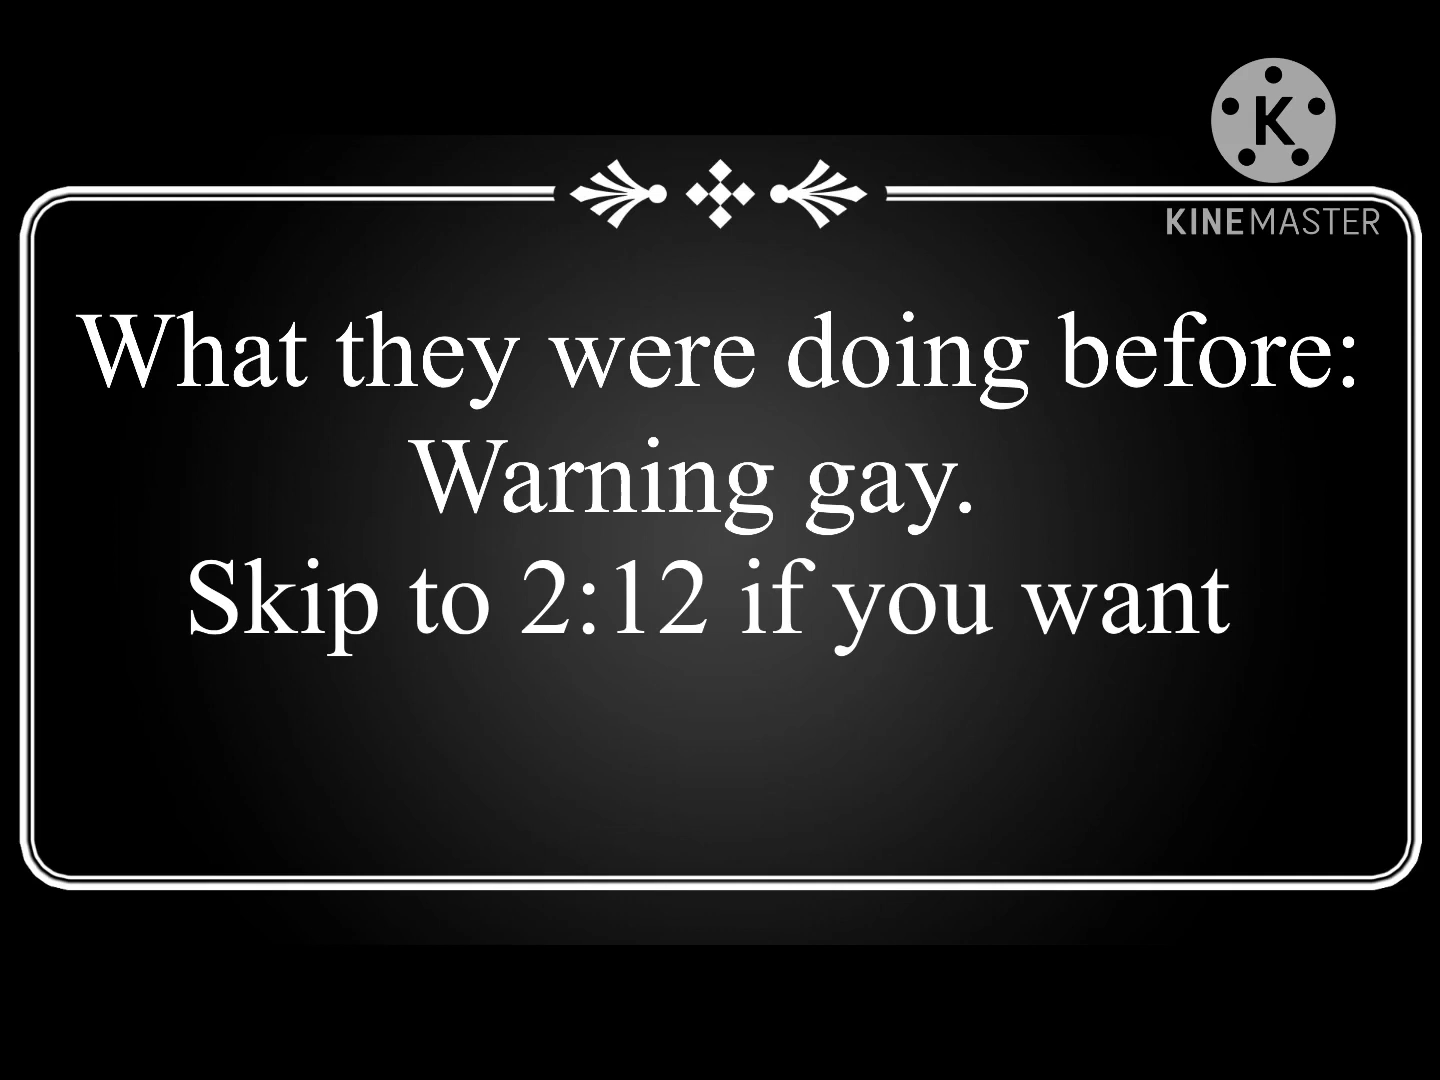 K
KINEMASTER
What they were doing before:
Warning gay.
Skip to 2:12 if you want